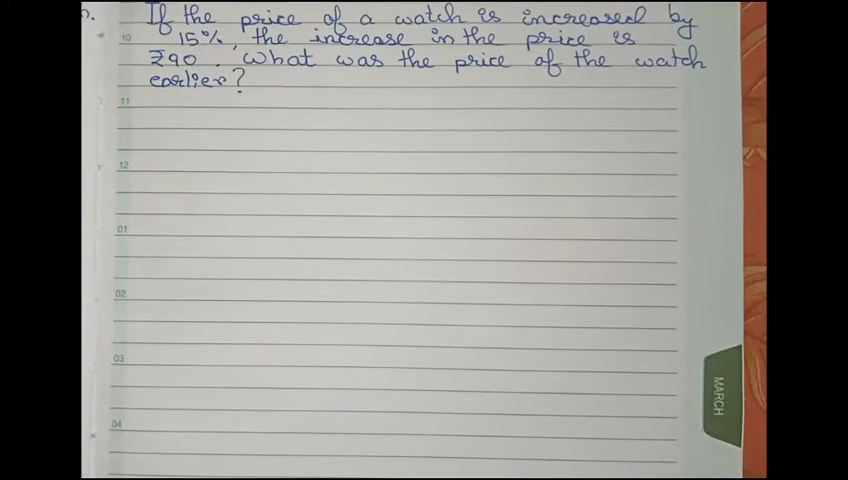 If the price of a watch is increased by
10 15%, the increase in the price is
₹90. What was the price of the watch
earlier?
11
12
01
02
03
04
MARCH